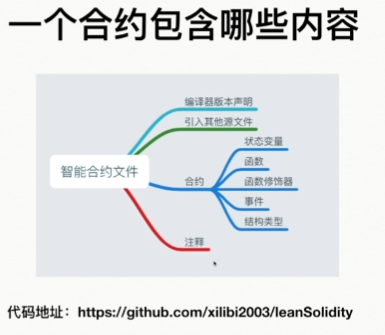 一个合约包含哪些内容
智能合约文件
编译器版本声明
引入其他源文件
合约
状态变量
函数
函数修饰器
事件
结构类型
注释
代码地址：https://github.com/xilibi2003/leanSolidity